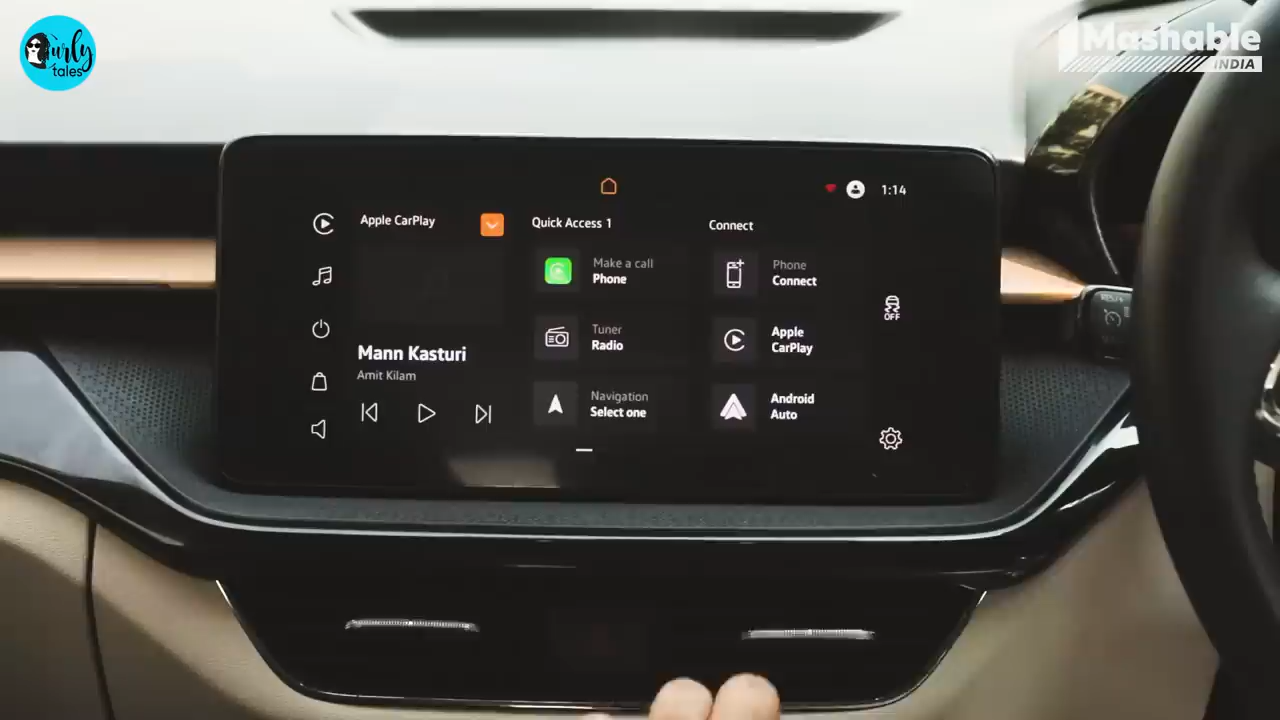 Curly
tales
Mashable
INDIA
1:14
Apple CarPlay
Quick Access 1
Connect
Make a call
Phone
Phone
Connect
Tuner
Radio
Apple
CarPlay
OFF
Mann Kasturi
Amit Kilam
Navigation
Select one
Android
Auto